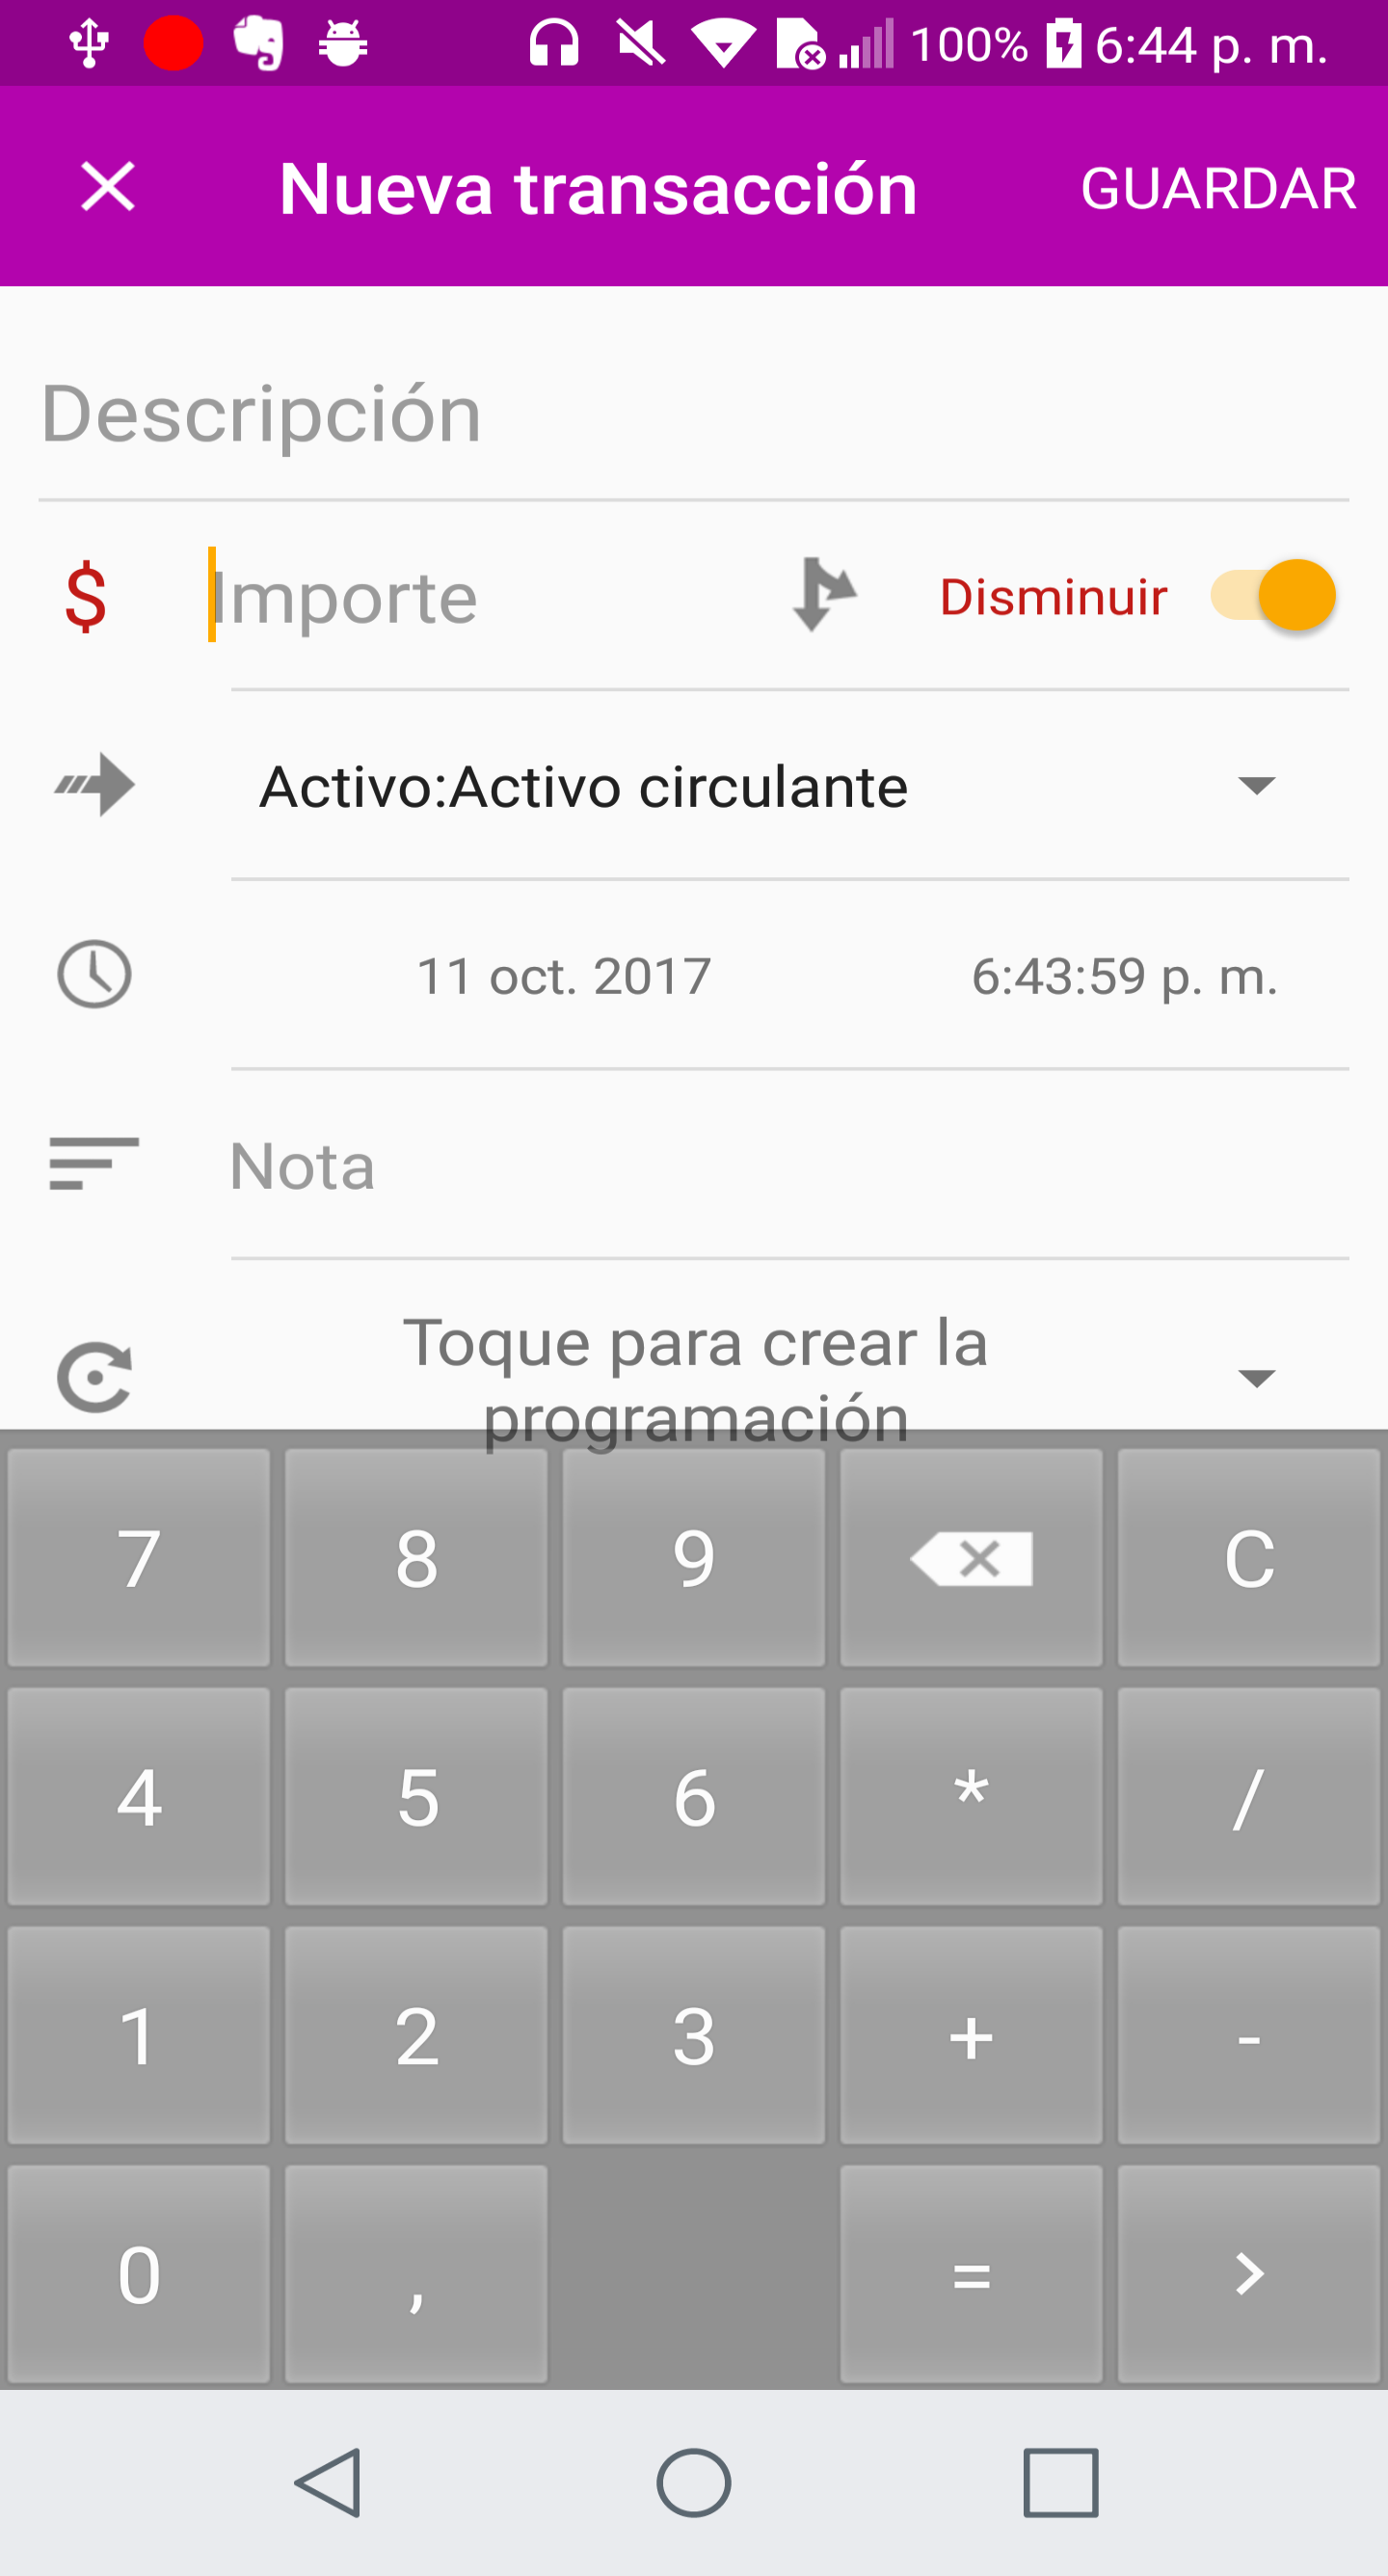 100% 6:44 p. m.
Nueva transacción GUARDAR
Descripción
$ Importe Disminuir
Activo:Activo circulante
11 oct. 2017 6:43:59 p. m.
Nota
Toque para crear la
programación
7 8 9 C
4 5 6 * /
1 2 3 + -
0 , = >